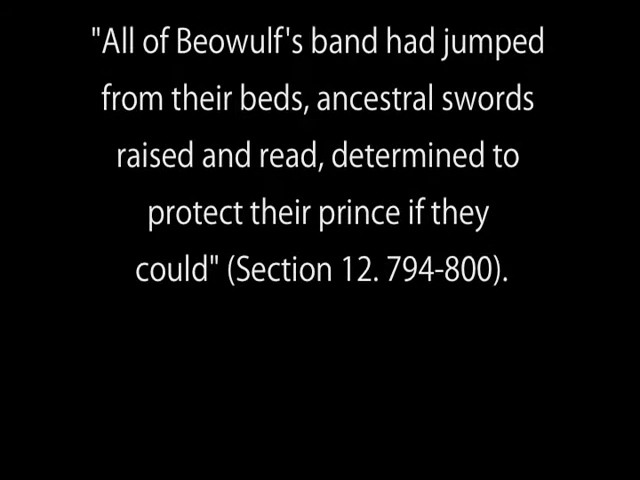 "All of Beowulf's band had jumped
from their beds, ancestral swords
raised and read, determined to
protect their prince if they
could" (Section 12. 794-800).